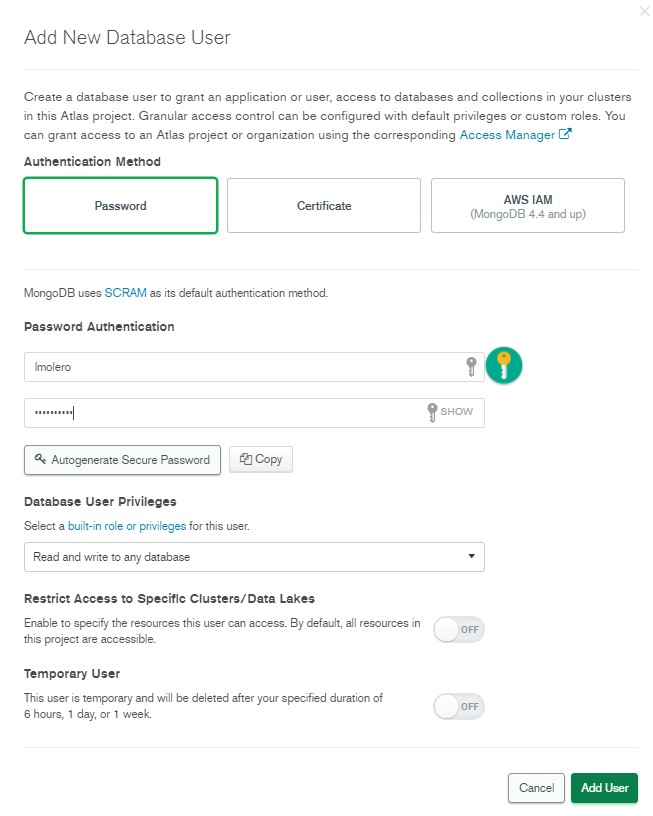 Add New Database User
Create a database user to grant an application or user, access to databases and collections in your clusters
in this Atlas project. Granular access control can be configured with default privileges or custom roles. You
can grant access to an Atlas project or organization using the corresponding Access Manager
Authentication Method
Password
Certificate
AWS IAM
(MongoDB 4.4 and up)
MongoDB uses SCRAM as its default authentication method.
Password Authentication
lmolero
•••••••••• SHOW
Autogenerate Secure Password
Copy
Database User Privileges
Select a built-in role or privileges for this user.
Read and write to any database
Restrict Access to Specific Clusters/Data Lakes
Enable to specify the resources this user can access. By default, all resources in
this project are accessible.
OFF
Temporary User
This user is temporary and will be deleted after your specified duration of
6 hours, 1 day, or 1 week.
OFF
Cancel
Add User